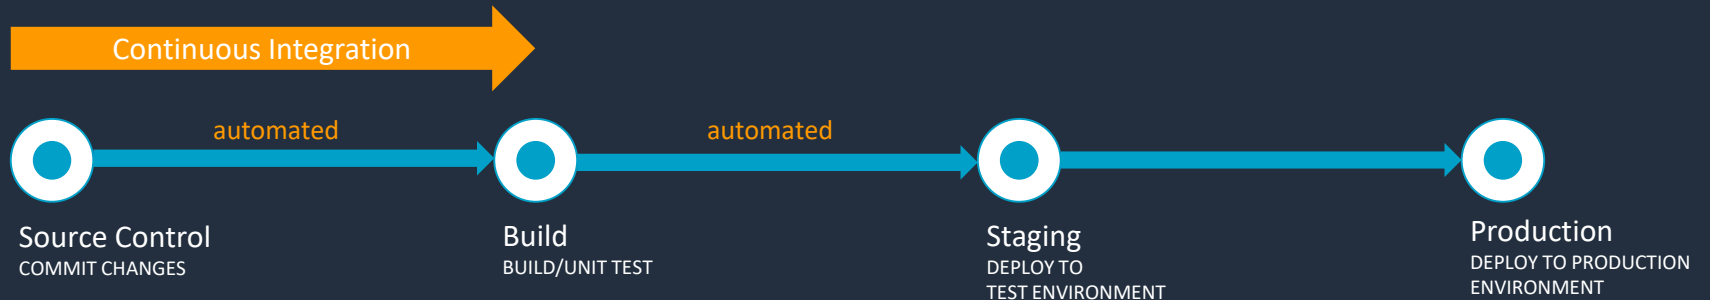 Continuous Integration
automated
automated
Source Control
COMMIT CHANGES
Build
BUILD/UNIT TEST
Staging
DEPLOY TO
TEST ENVIRONMENT
Production
DEPLOY TO PRODUCTION
ENVIRONMENT